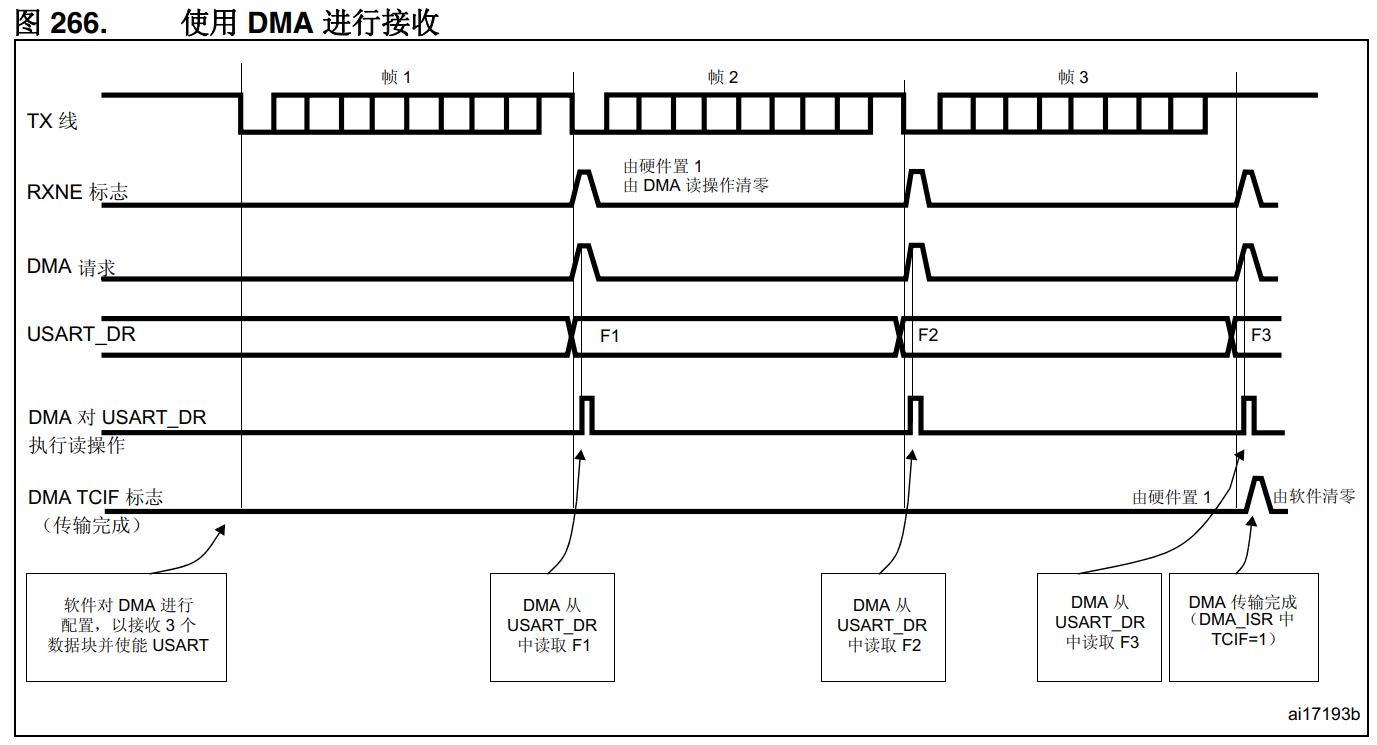 图 266. 使用 DMA 进行接收
帧 1 帧 2 帧 3
TX 线
由硬件置 1
由 DMA 读操作清零
RXNE 标志
DMA 请求
USART_DR F1 F2 F3
DMA 对 USART_DR
执行读操作
DMA TCIF 标志
（传输完成）
由硬件置 1 由软件清零
软件对 DMA 进行
配置，以接收 3 个
数据块并使能 USART
DMA 从
USART_DR
中读取 F1
DMA 从
USART_DR
中读取 F2
DMA 从
USART_DR
中读取 F3
DMA 传输完成
（DMA_ISR 中
TCIF=1）
ai17193b